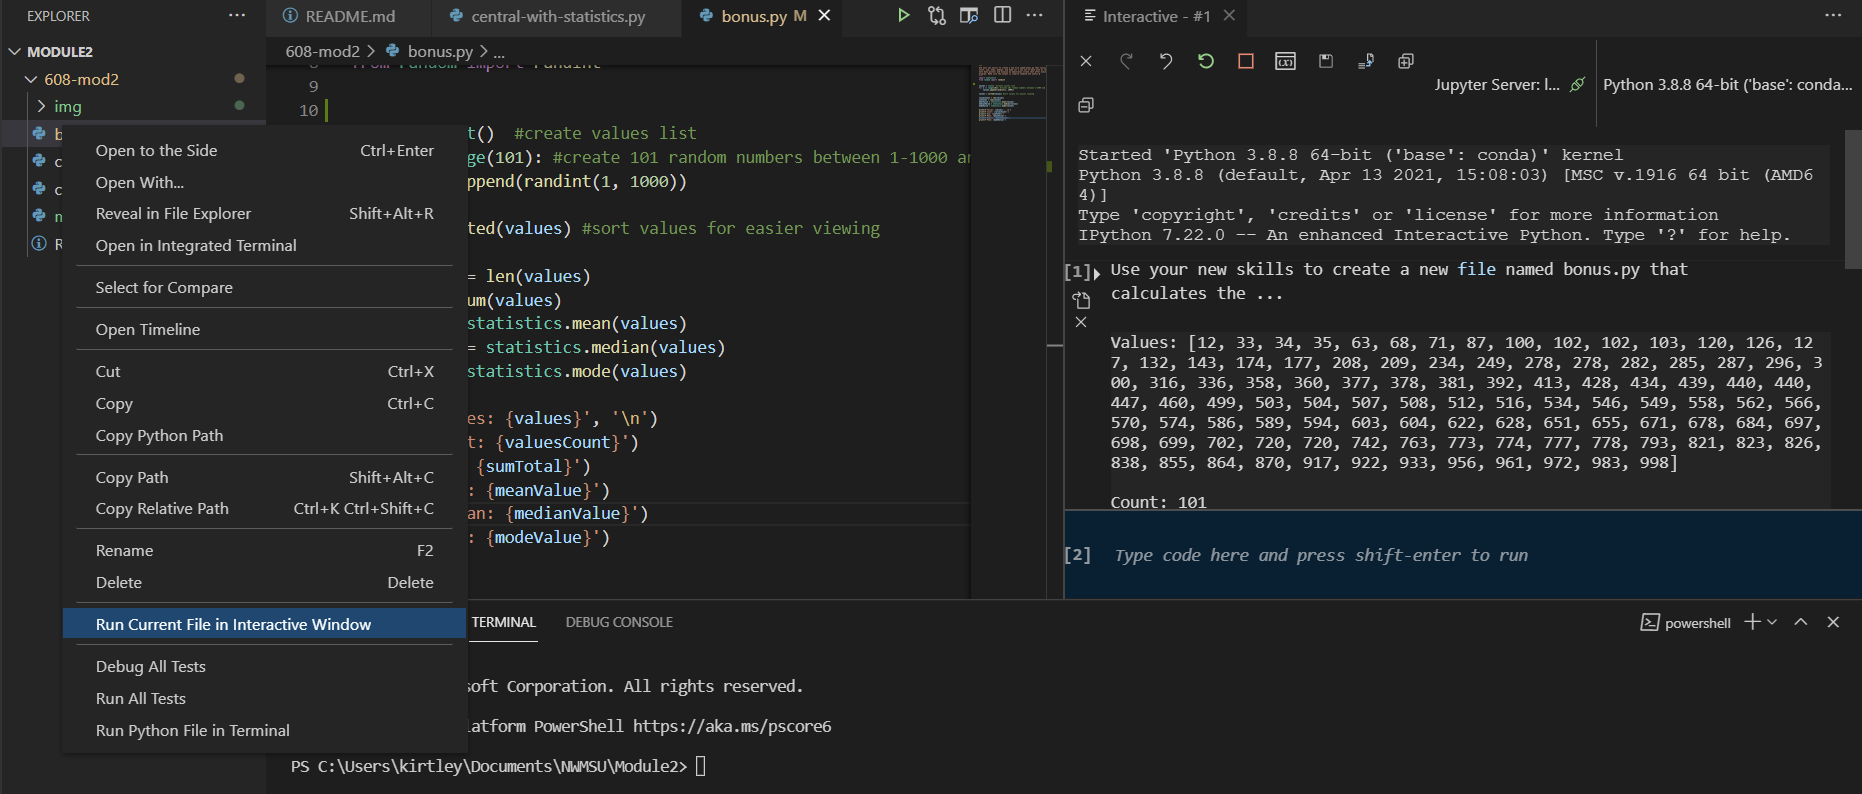 EXPLORER
MODULE2
608-mod2
img
b
c
c
m
R
README.md
central-with-statistics.py
bonus.py M
608-mod2 > bonus.py > ...
from random import randint
9
10
t() #create values list
ge(101): #create 101 random numbers between 1-1000 an
ppend(randint(1, 1000))
ted(values) #sort values for easier viewing
= len(values)
um(values)
statistics.mean(values)
= statistics.median(values)
statistics.mode(values)
es: {values}', '\n')
t: {valuesCount}')
{sumTotal}')
: {meanValue}')
an: {medianValue}')
: {modeValue}')
Open to the Side Ctrl+Enter
Open With...
Reveal in File Explorer Shift+Alt+R
Open in Integrated Terminal
Select for Compare
Open Timeline
Cut Ctrl+X
Copy Ctrl+C
Copy Python Path
Copy Path Shift+Alt+C
Copy Relative Path Ctrl+K Ctrl+Shift+C
Rename F2
Delete Delete
Run Current File in Interactive Window
Debug All Tests
Run All Tests
Run Python File in Terminal
Interactive - #1
Jupyter Server: l...
Python 3.8.8 64-bit ('base': conda...
Started 'Python 3.8.8 64-bit ('base': conda)' kernel
Python 3.8.8 (default, Apr 13 2021, 15:08:03) [MSC v.1916 64 bit (AMD6
4)]
Type 'copyright', 'credits' or 'license' for more information
IPython 7.22.0 -- An enhanced Interactive Python. Type '?' for help.
[1] Use your new skills to create a new file named bonus.py that
calculates the ...
Values: [12, 33, 34, 35, 63, 68, 71, 87, 100, 102, 102, 103, 120, 126, 12
7, 132, 143, 174, 177, 208, 209, 234, 249, 278, 278, 282, 285, 287, 296, 3
00, 316, 336, 358, 360, 377, 378, 381, 392, 413, 428, 434, 439, 440, 440,
447, 460, 499, 503, 504, 507, 508, 512, 516, 534, 546, 549, 558, 562, 566,
570, 574, 586, 589, 594, 603, 604, 622, 628, 651, 655, 671, 678, 684, 697,
698, 699, 702, 720, 720, 742, 763, 773, 774, 777, 778, 793, 821, 823, 826,
838, 855, 864, 870, 917, 922, 933, 956, 961, 972, 983, 998]
Count: 101
[2] Type code here and press shift-enter to run
TERMINAL
DEBUG CONSOLE
powershell
soft Corporation. All rights reserved.
latform PowerShell https://aka.ms/pscore6
PS C:\Users\kirtley\Documents\NWMSU\Module2>